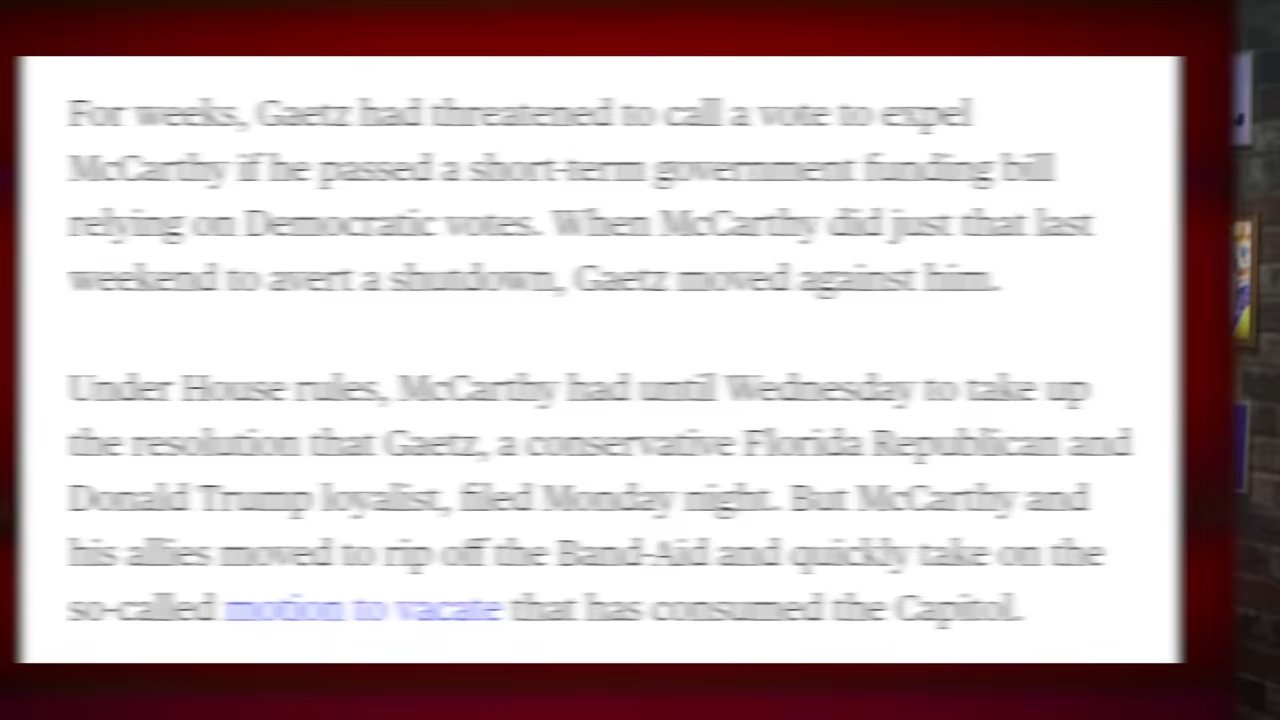 For weeks, Gaetz had threatened to call a vote to expel
McCarthy if he passed a short-term government funding bill
relying on Democratic votes. When McCarthy did just that last
weekend to avert a shutdown, Gaetz moved against him.
Under House rules, McCarthy had until Wednesday to take up
the resolution that Gaetz, a conservative Florida Republican and
Donald Trump loyalist, filed Monday night. But McCarthy and
his allies moved to rip off the Band-Aid and quickly take on the
so-called motion to vacate that has consumed the Capitol.